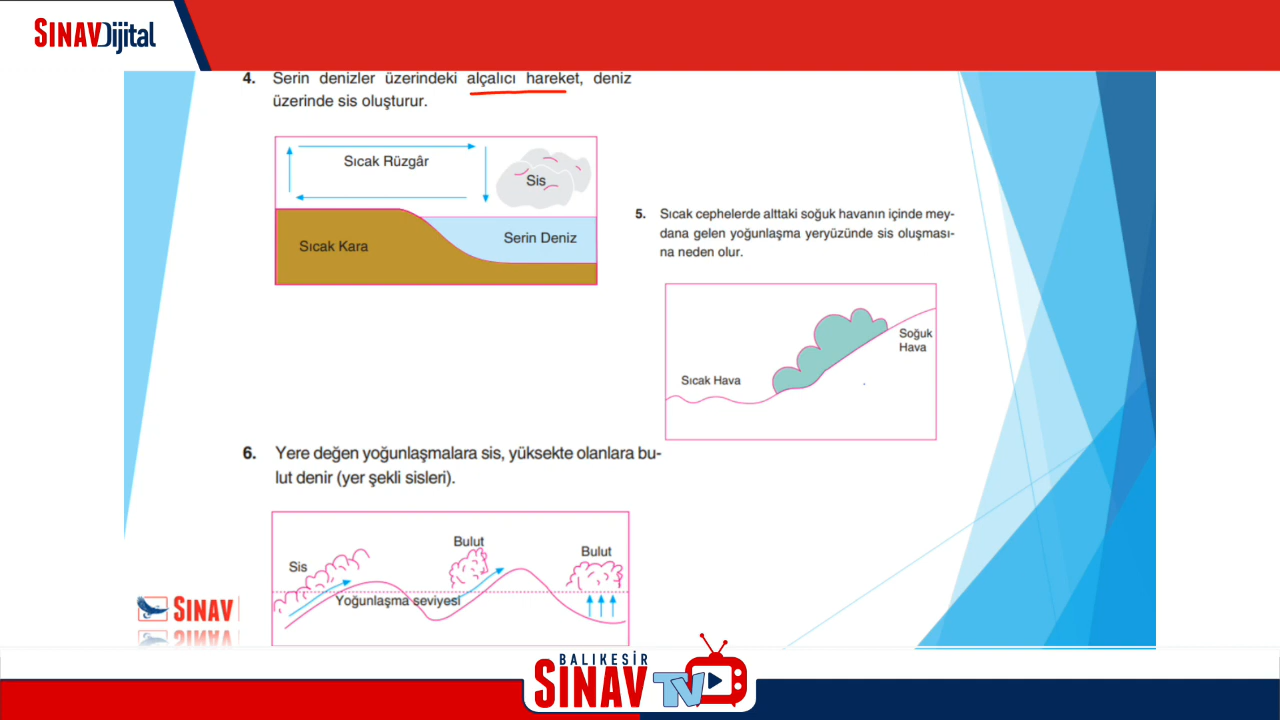 SINAVDijital
4. Serin denizler üzerindeki alçalıcı hareket, deniz
üzerinde sis oluşturur.
Sıcak Rüzgâr
Sis
Sıcak Kara
Serin Deniz
5. Sıcak cephelerde alttaki soğuk havanın içinde mey-
dana gelen yoğunlaşma yeryüzünde sis oluşması-
na neden olur.
Soğuk
Hava
Sıcak Hava
6. Yere değen yoğunlaşmalara sis, yüksekte olanlara bu-
lut denir (yer şekli sisleri).
Sis
Bulut
Bulut
Yoğunlaşma seviyesi
SINAV
BALIKESİR
SINAV TV